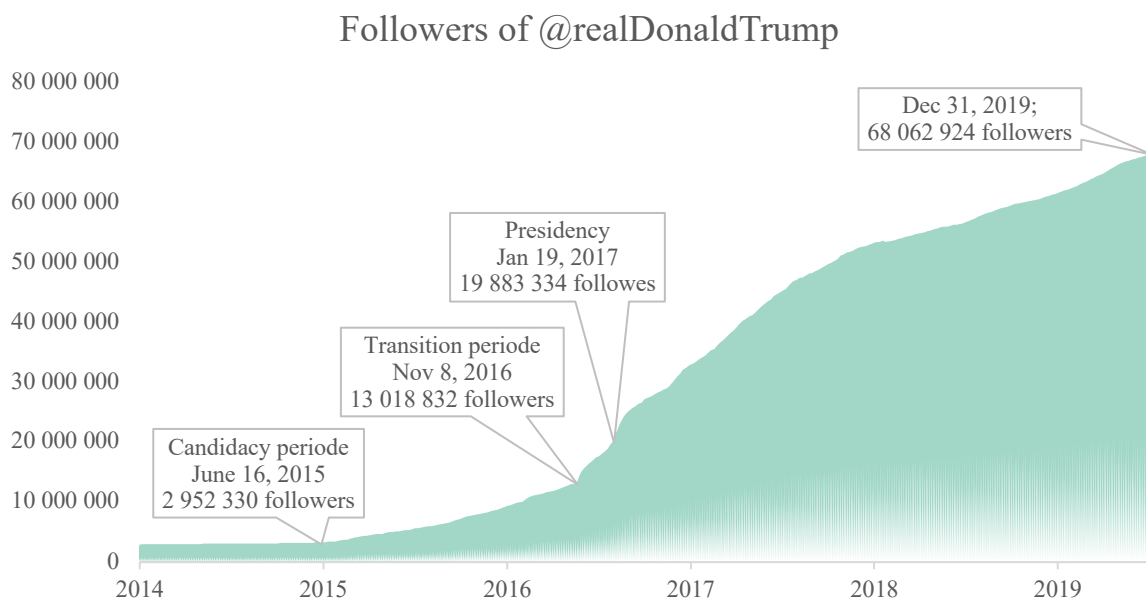 Followers of @realDonaldTrump
80 000 000
70 000 000
60 000 000
50 000 000
40 000 000
30 000 000
20 000 000
10 000 000
0
Dec 31, 2019;
68 062 924 followers
Presidency
Jan 19, 2017
19 883 334 followes
Transition periode
Nov 8, 2016
13 018 832 followers
Candidacy periode
June 16, 2015
2 952 330 followers
2014 2015 2016 2017 2018 2019